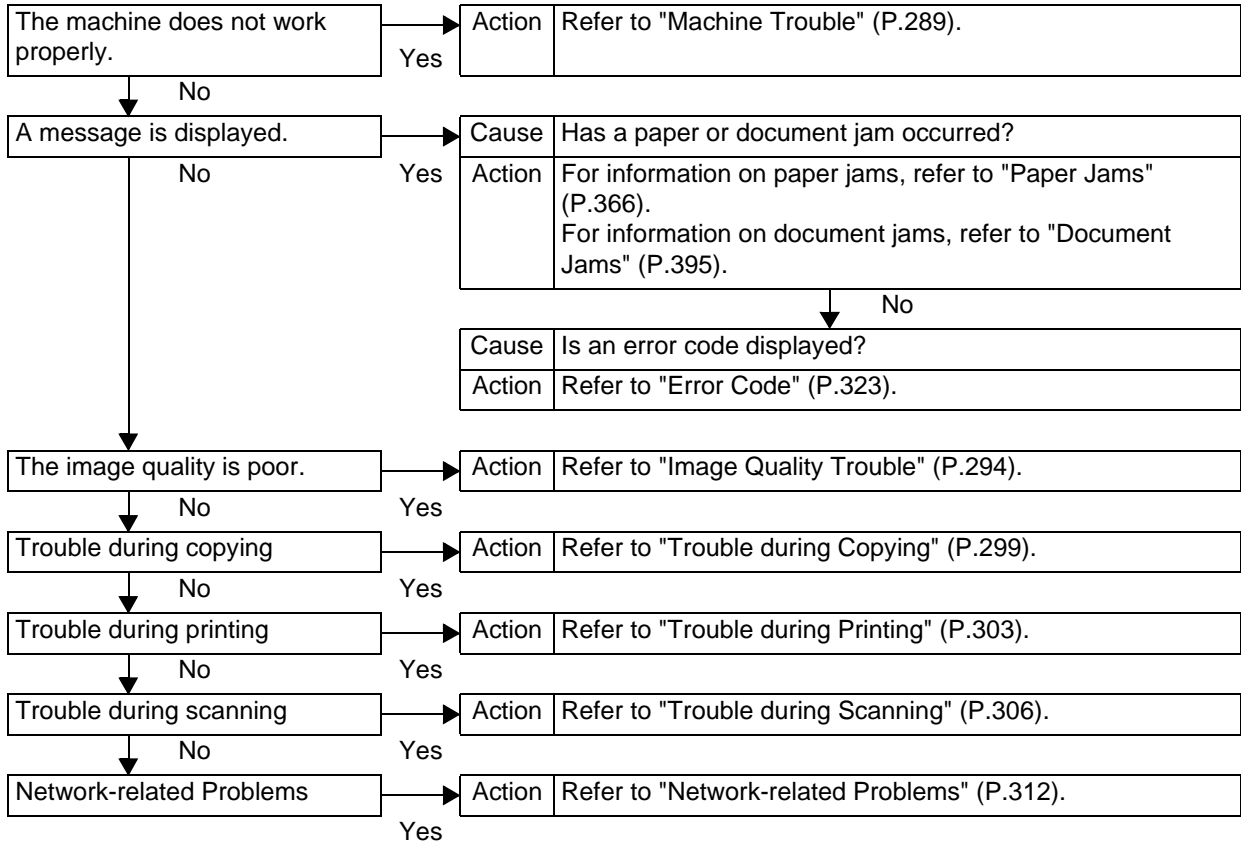 The machine does not work
properly.
Yes
Action Refer to "Machine Trouble" (P.289).
No
A message is displayed.
Yes
Cause Has a paper or document jam occurred?
Action For information on paper jams, refer to "Paper Jams"
(P.366).
For information on document jams, refer to "Document
Jams" (P.395).
No
Cause Is an error code displayed?
Action Refer to "Error Code" (P.323).
No
The image quality is poor.
Yes
Action Refer to "Image Quality Trouble" (P.294).
No
Trouble during copying
Yes
Action Refer to "Trouble during Copying" (P.299).
No
Trouble during printing
Yes
Action Refer to "Trouble during Printing" (P.303).
No
Trouble during scanning
Yes
Action Refer to "Trouble during Scanning" (P.306).
No
Network-related Problems
Yes
Action Refer to "Network-related Problems" (P.312).